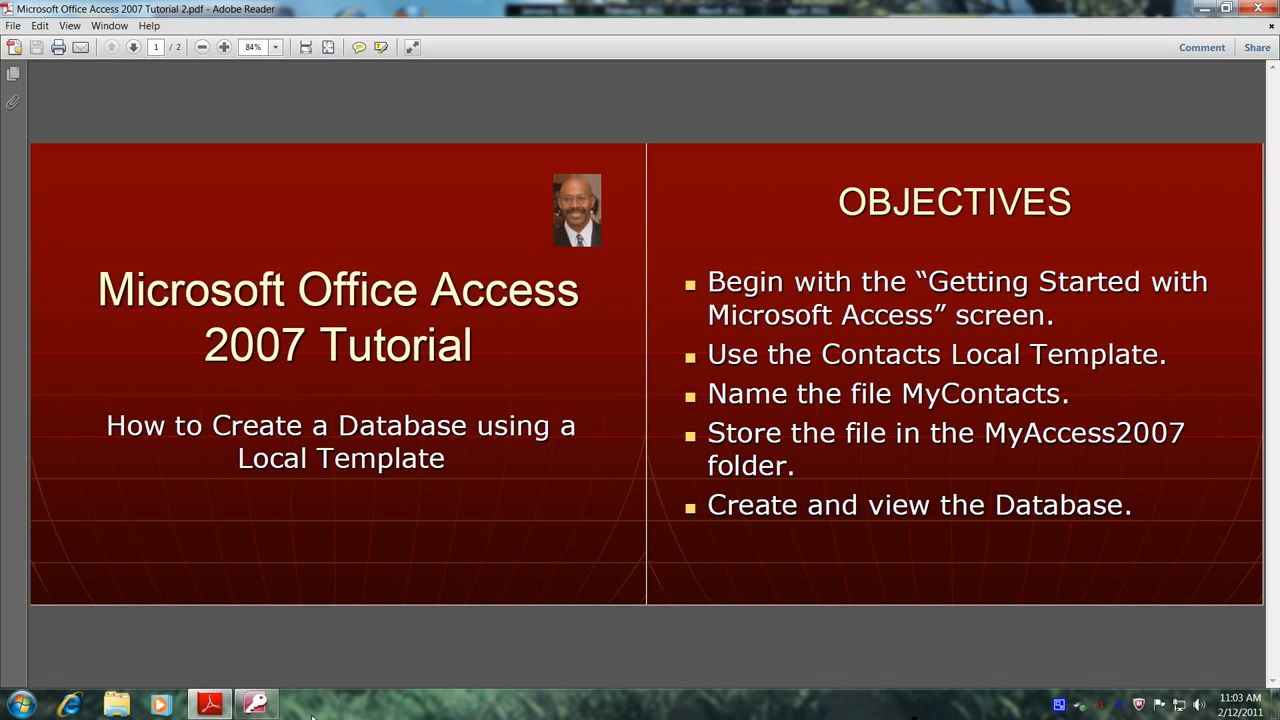 Microsoft Office Access 2007 Tutorial 2.pdf - Adobe Reader
File Edit View Window Help
1 / 2 84% Comment Share
Microsoft Office Access
2007 Tutorial
How to Create a Database using a
Local Template
OBJECTIVES
Begin with the “Getting Started with
Microsoft Access” screen.
Use the Contacts Local Template.
Name the file MyContacts.
Store the file in the MyAccess2007
folder.
Create and view the Database.
11:03 AM
2/12/2011